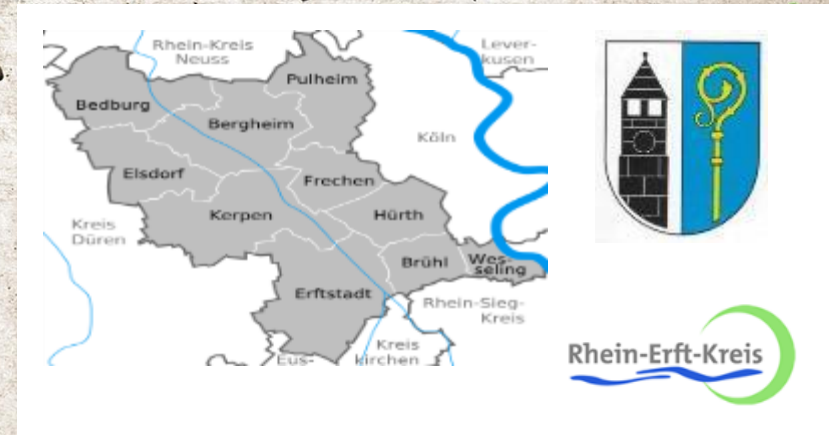 Rhein-Kreis
Neuss
Lever-
kusen
Pulheim
Bedburg
Bergheim
Köln
Elsdorf
Frechen
Kerpen
Hürth
Kreis
Düren
Brühl
Wes-
seling
Erftstadt
Rhein-Sieg-
Kreis
Kreis
Eus-
kirchen
Rhein-Erft-Kreis